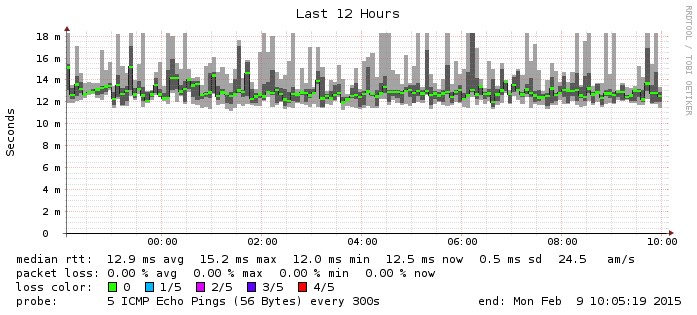 Last 12 Hours
RRDTOOL / TOBI OETIKER
Seconds
18 m
16 m
14 m
12 m
10 m
8 m
6 m
4 m
2 m
0
00:00 02:00 04:00 06:00 08:00 10:00
median rtt: 12.9 ms avg 15.2 ms max 12.0 ms min 12.5 ms now 0.5 ms sd 24.5 am/s
packet loss: 0.00 % avg 0.00 % max 0.00 % min 0.00 % now
loss color: 0 1/5 2/5 3/5 4/5
probe: 5 ICMP Echo Pings (56 Bytes) every 300s end: Mon Feb 9 10:05:19 2015